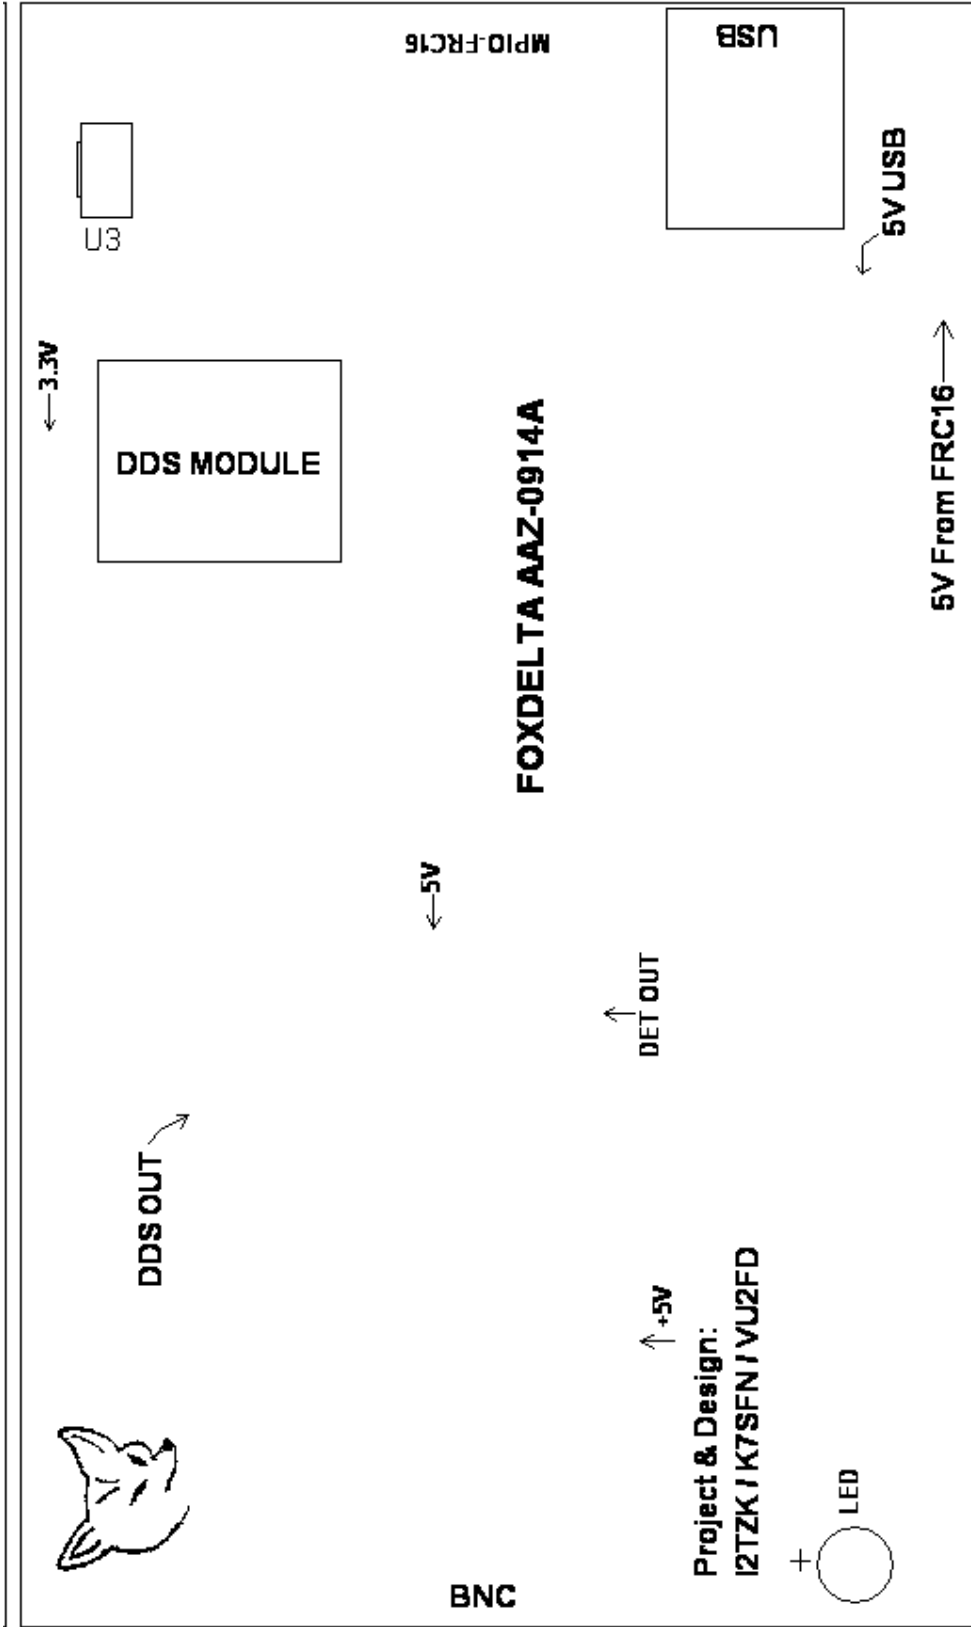 MPIO-FRC16
USB
U3
5V USB
3.3V
DDS MODULE
FOXDELTA AAZ-0914A
5V From FRC16
5V
DET OUT
DDS OUT
+5V
Project & Design:
I2TZK / K7SFN / VU2FD
+
LED
BNC